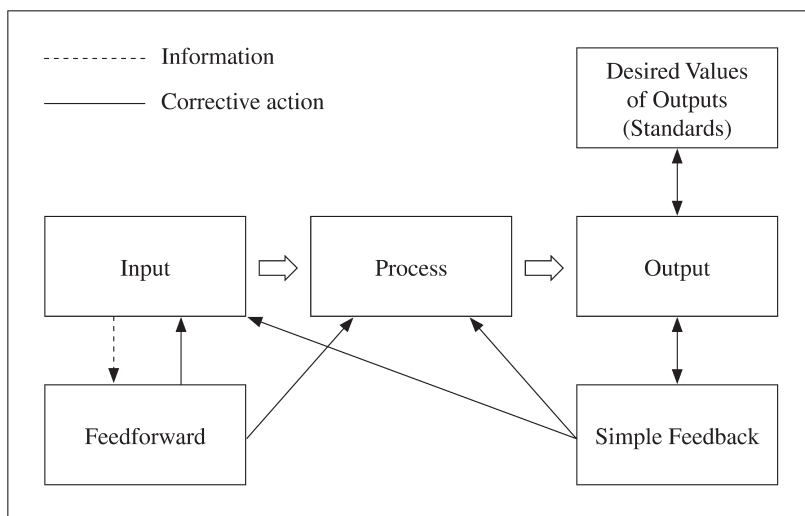 Information
Corrective action
Desired Values
of Outputs
(Standards)
Input
Process
Output
Feedforward
Simple Feedback